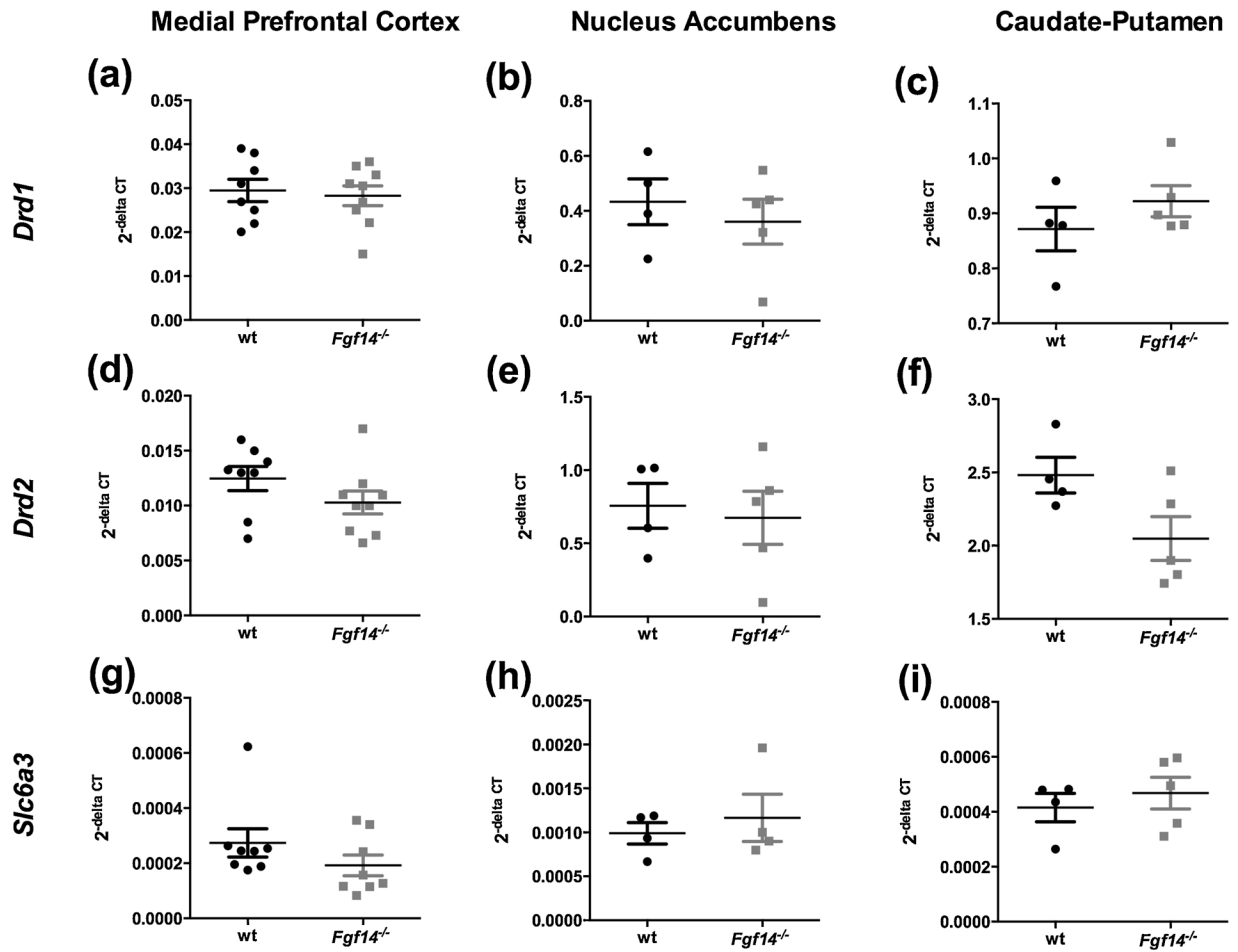 Medial Prefrontal Cortex Nucleus Accumbens Caudate-Putamen
(a) (b) (c)
Drd1
2-delta CT
0.05
0.04
0.03
0.02
0.01
0.00
wt Fgf14-/-
2-delta CT
0.8
0.6
0.4
0.2
0.0
wt Fgf14-/-
2-delta CT
1.1
1.0
0.9
0.8
0.7
wt Fgf14-/-
(d) (e) (f)
Drd2
2-delta CT
0.020
0.015
0.010
0.005
0.000
wt Fgf14-/-
2-delta CT
1.5
1.0
0.5
0.0
wt Fgf14-/-
2-delta CT
3.0
2.5
2.0
1.5
wt Fgf14-/-
(g) (h) (i)
Slc6a3
2-delta CT
0.0008
0.0006
0.0004
0.0002
0.0000
wt Fgf14-/-
2-delta CT
0.0025
0.0020
0.0015
0.0010
0.0005
0.0000
wt Fgf14-/-
2-delta CT
0.0008
0.0006
0.0004
0.0002
0.0000
wt Fgf14-/-